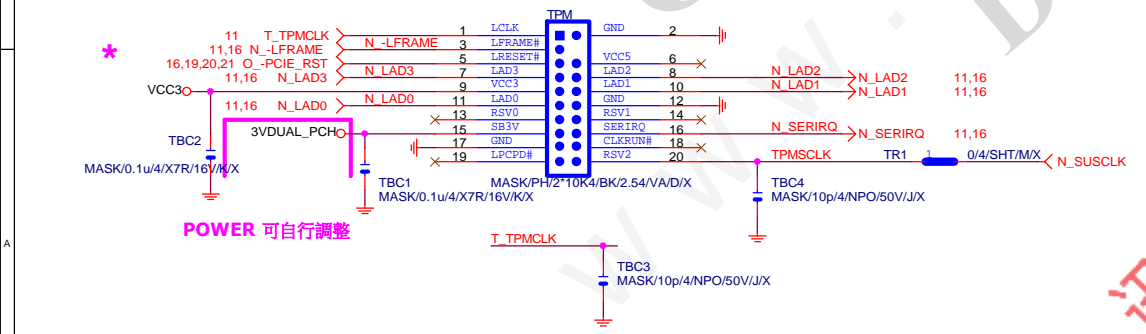 TPM
11 T_TPMCLK 1 LCLK GND 2
11,16 N_-LFRAME N_-LFRAME 3 LFRAME#
16,19,20,21 O_-PCIE_RST 5 LRESET# VCC5 6
11,16 N_LAD3 N_LAD3 7 LAD3 LAD2 8 N_LAD2 N_LAD2 11,16
VCC3 9 VCC3 LAD1 10 N_LAD1 N_LAD1 11,16
11,16 N_LAD0 N_LAD0 11 LAD0 GND 12
13 RSV0 RSV1 14
3VDUAL_PCH 15 SB3V SERIRQ 16 N_SERIRQ N_SERIRQ 11,16
17 GND CLKRUN# 18
19 LPCPD# RSV2 20 TPMSCLK TR1 1 0/4/SHT/M/X N_SUSCLK
*
TBC2
MASK/0.1u/4/X7R/16V/K/X
TBC1
MASK/0.1u/4/X7R/16V/K/X
MASK/PH/2*10K4/BK/2.54/VA/D/X
TBC4
MASK/10p/4/NPO/50V/J/X
POWER 可自行調整
T_TPMCLK
TBC3
MASK/10p/4/NPO/50V/J/X
A
www.